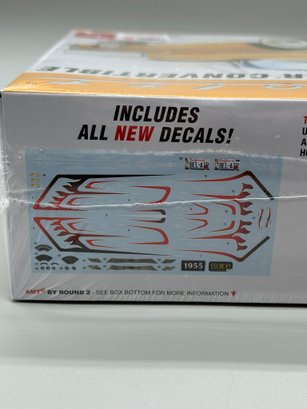 R CONVERTIBLE
INCLUDES
ALL NEW DECALS!
1955
AMT® BY ROUND 2 - SEE BOX BOTTOM FOR MORE INFORMATION
T
U
A
H